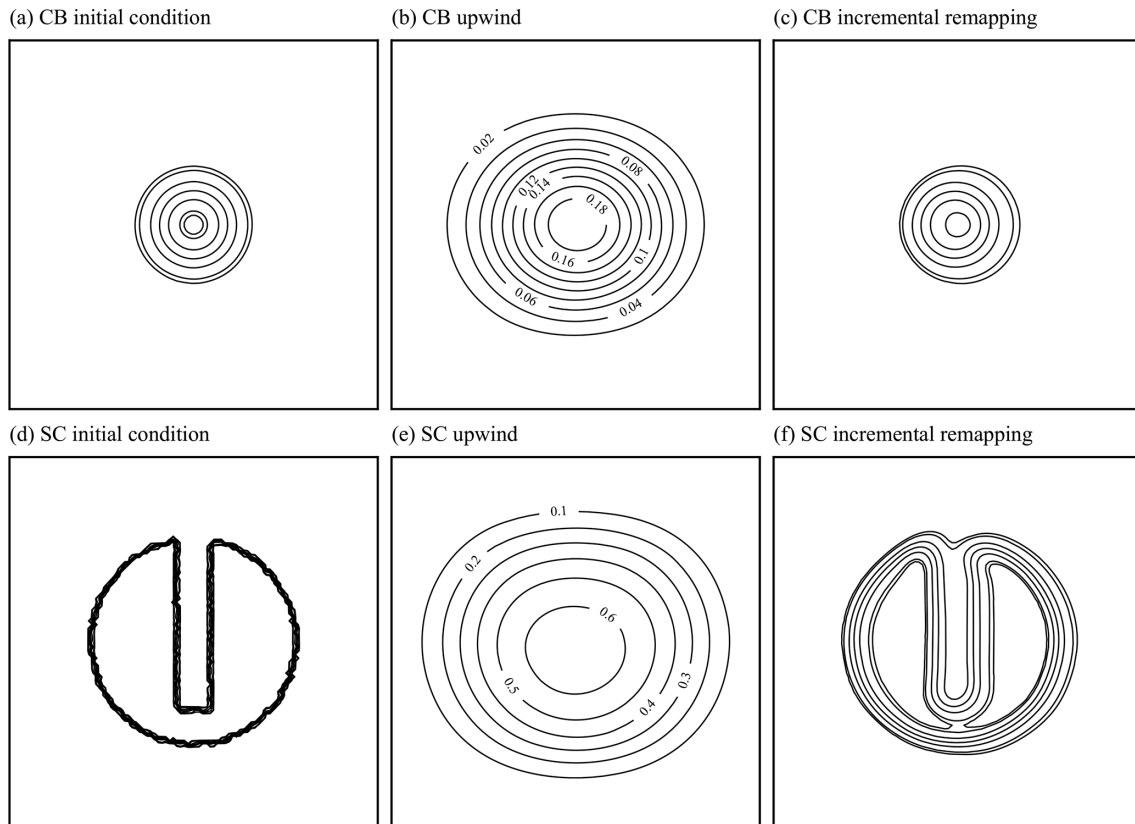 (a) CB initial condition
(b) CB upwind
(c) CB incremental remapping
0.02
0.08
0.12
0.14
0.18
0.1
0.16
0.06
0.04
(d) SC initial condition
(e) SC upwind
(f) SC incremental remapping
0.1
0.2
0.6
0.5
0.3
0.4